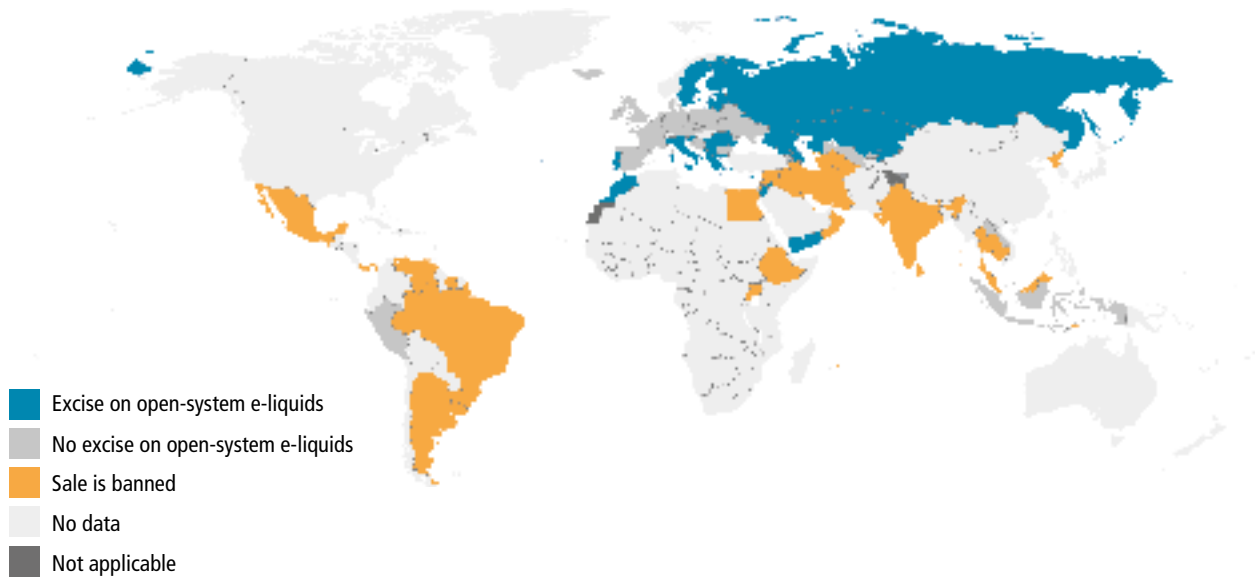 Excise on open-system e-liquids
No excise on open-system e-liquids
Sale is banned
No data
Not applicable